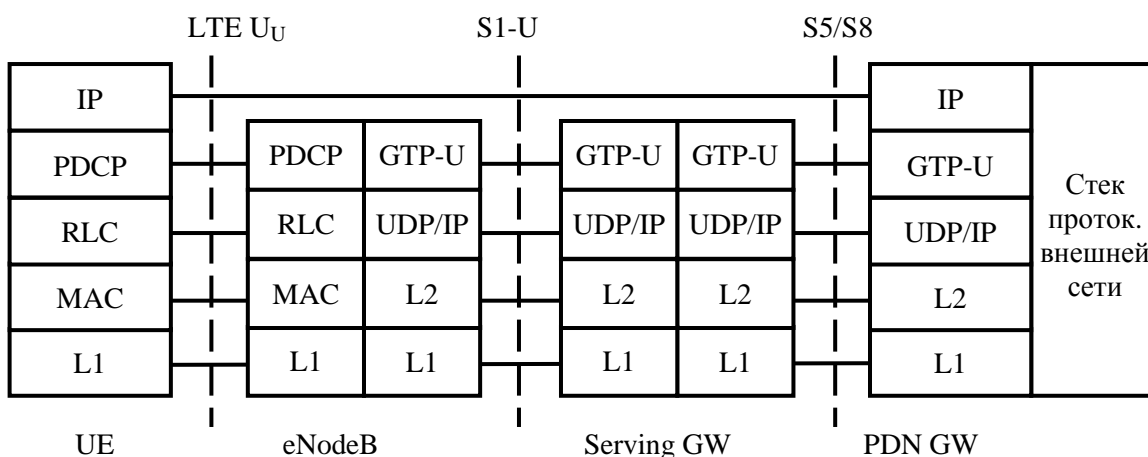 LTE UU S1-U S5/S8
IP IP
PDCP PDCP GTP-U GTP-U GTP-U GTP-U
RLC RLC UDP/IP UDP/IP UDP/IP UDP/IP
MAC MAC L2 L2 L2 L2
L1 L1 L1 L1 L1 L1
Стек
проток.
внешней
сети
UE eNodeB Serving GW PDN GW